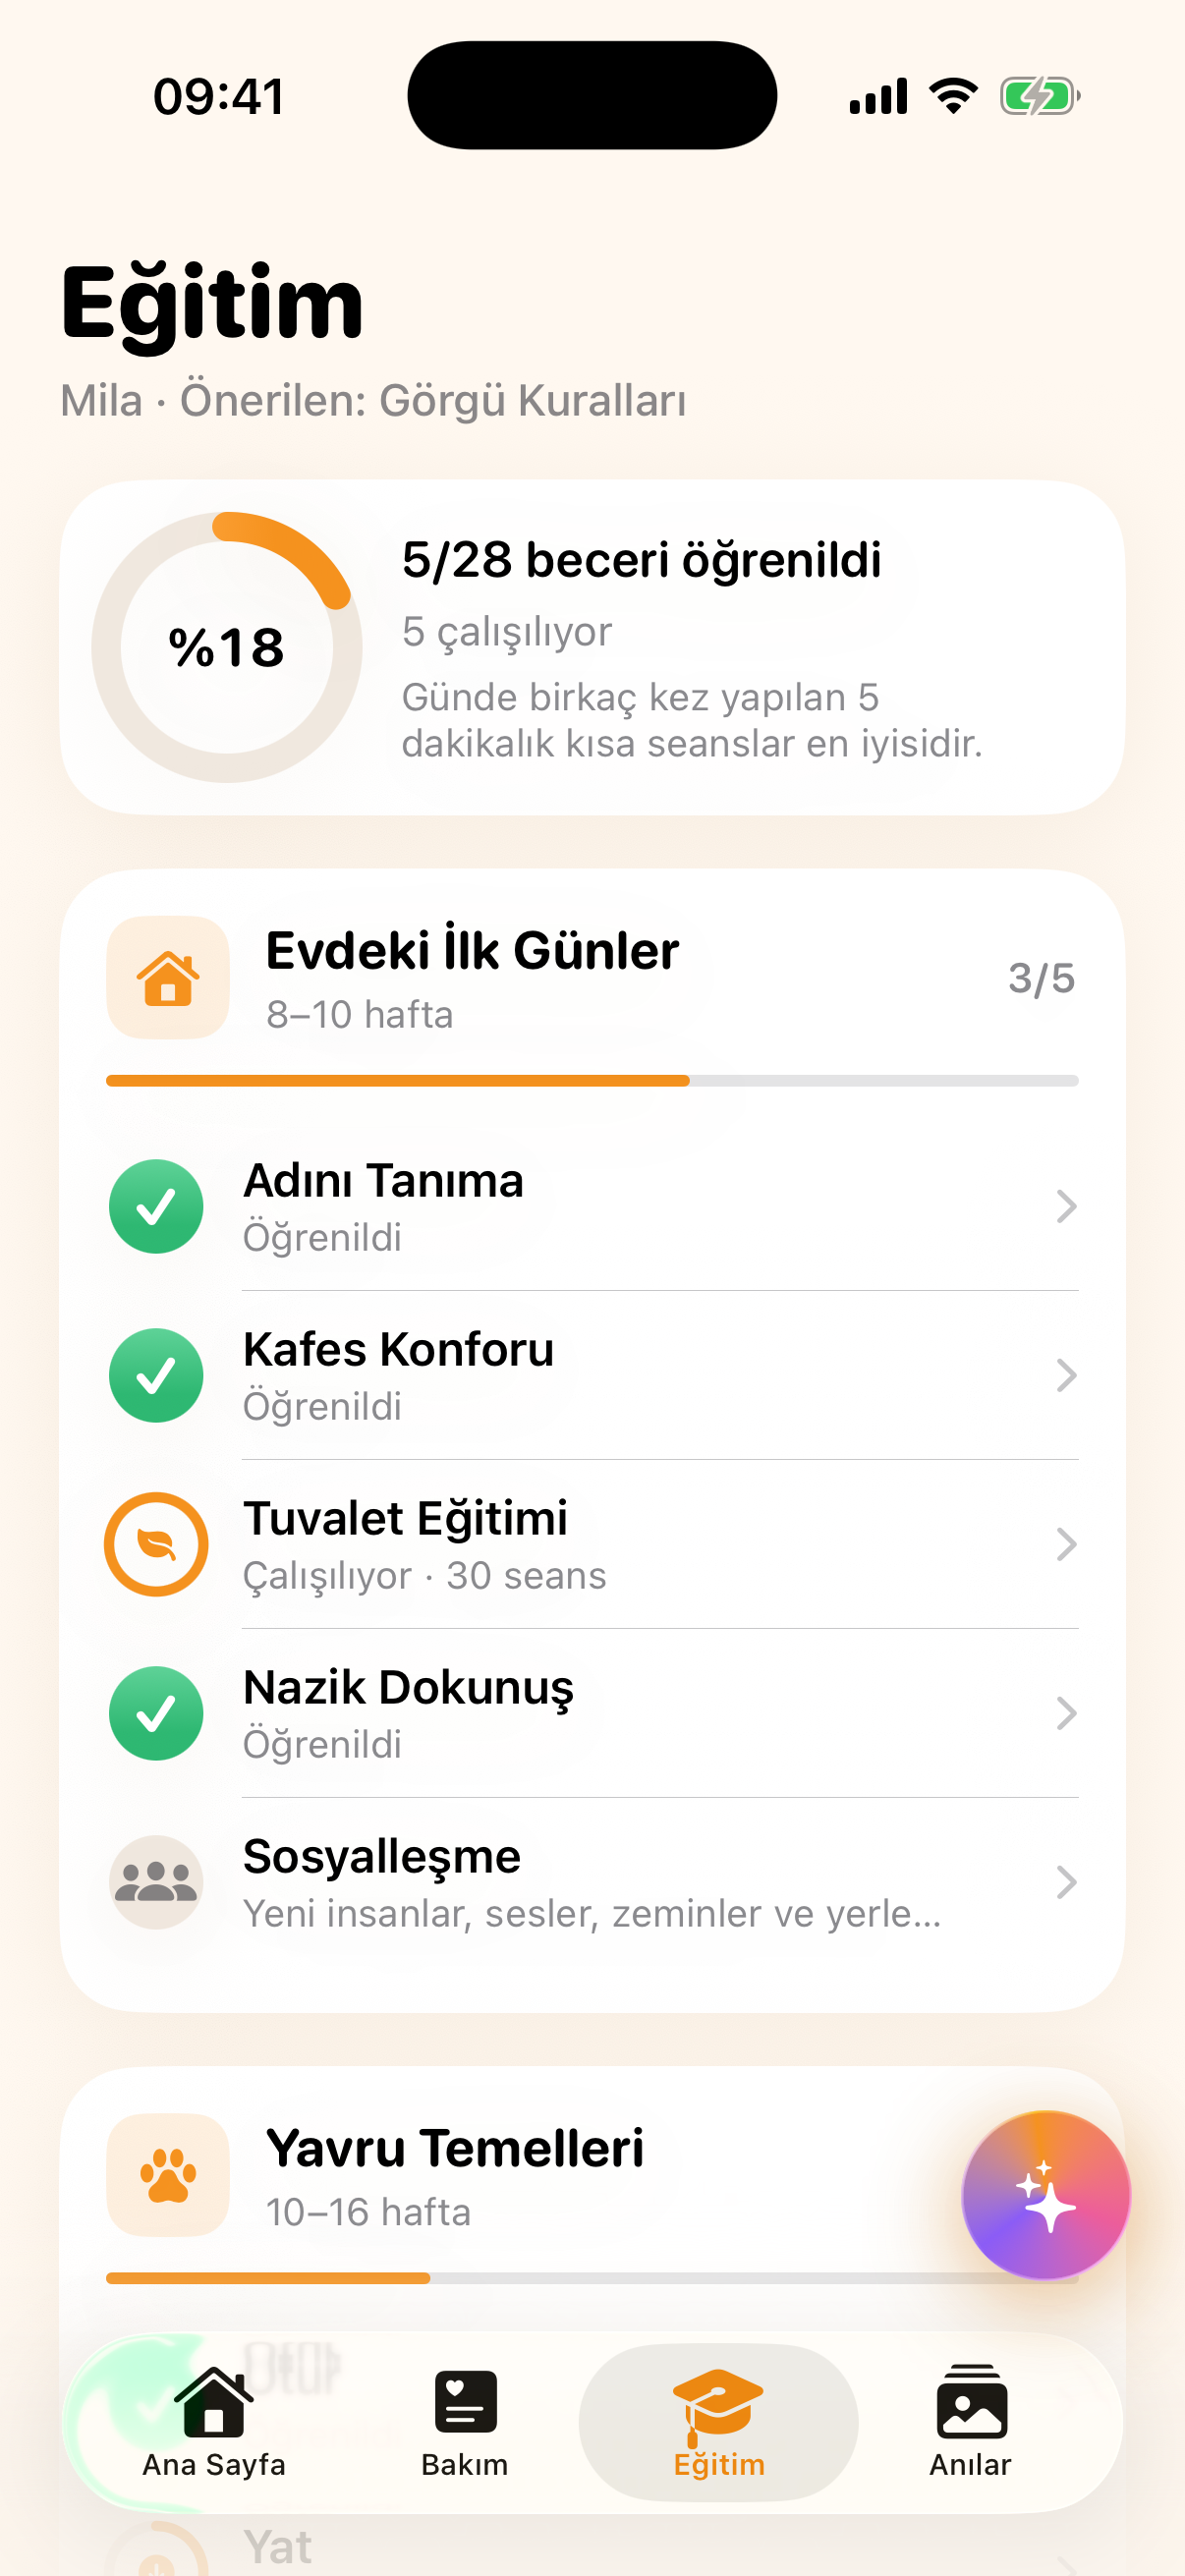 09:41
Eğitim
Mila · Önerilen: Görgü Kuralları
%18
5/28 beceri öğrenildi
5 çalışılıyor
Günde birkaç kez yapılan 5
dakikalık kısa seanslar en iyisidir.
Evdeki İlk Günler
8–10 hafta
3/5
Adını Tanıma
Öğrenildi
Kafes Konforu
Öğrenildi
Tuvalet Eğitimi
Çalışılıyor · 30 seans
Nazik Dokunuş
Öğrenildi
Sosyalleşme
Yeni insanlar, sesler, zeminler ve yerle...
Yavru Temelleri
10–16 hafta
Ana Sayfa
Bakım
Eğitim
Anılar
Yat